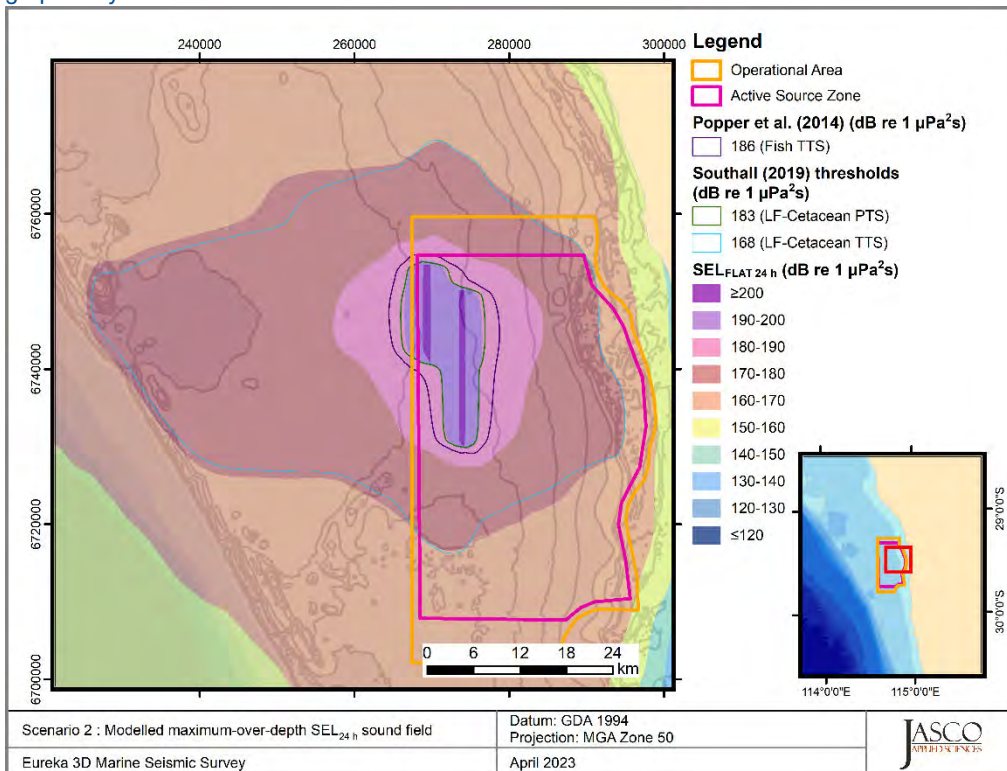 240000 260000 280000 300000
6760000
6740000
6720000
6700000
0 6 12 18 24
km
Legend
Operational Area
Active Source Zone
Popper et al. (2014) (dB re 1 µPa²s)
186 (Fish TTS)
Southall (2019) thresholds
(dB re 1 µPa²s)
183 (LF-Cetacean PTS)
168 (LF-Cetacean TTS)
SELFLAT 24 h (dB re 1 µPa²s)
≥200
190-200
180-190
170-180
160-170
150-160
140-150
130-140
120-130
≤120
29°0'0"S
30°0'0"S
114°0'0"E 115°0'0"E
Scenario 2 : Modelled maximum-over-depth SEL24 h sound field
Datum: GDA 1994
Projection: MGA Zone 50
Eureka 3D Marine Seismic Survey
April 2023
JASCO
APPLIED SCIENCES